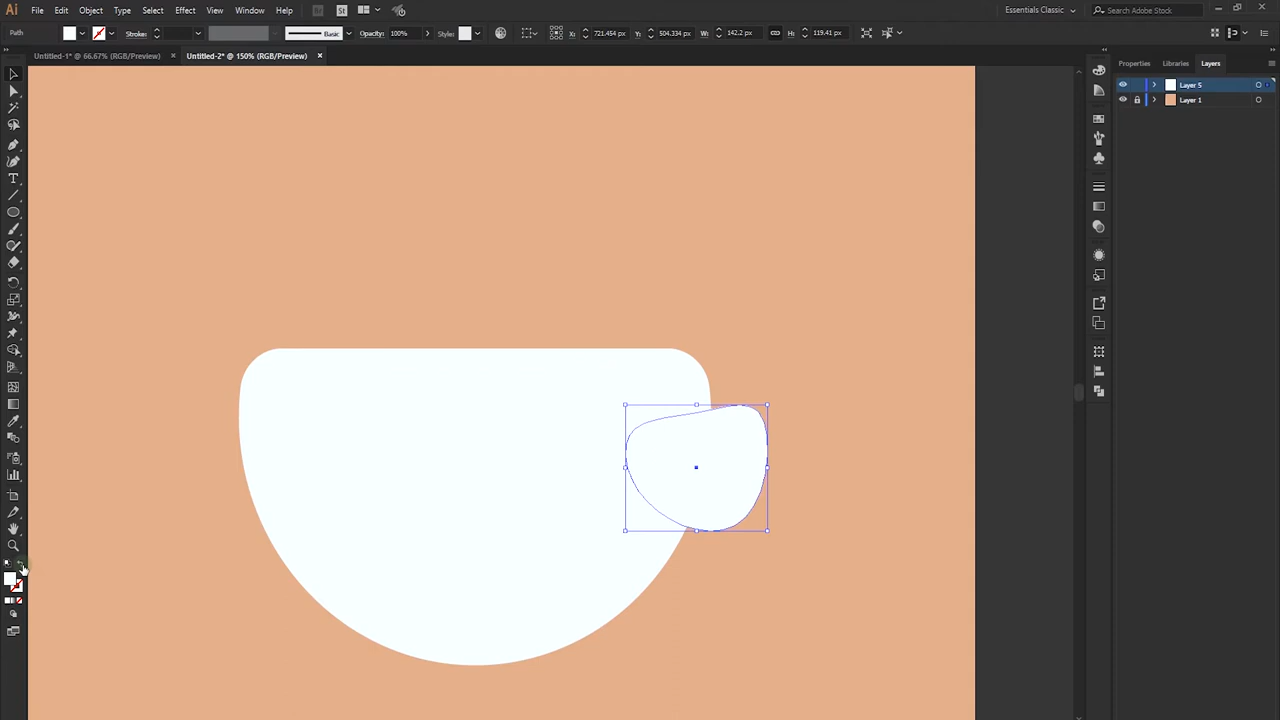 Ai File Edit Object Type Select Effect View Window Help Br St Essentials Classic Search Adobe Stock
Path Stroke: Basic Opacity: 100% Style: X: 721.454 px Y: 504.334 px W: 142.2 px H: 119.41 px
Untitled-1* @ 66.67% (RGB/Preview) × Untitled-2* @ 150% (RGB/Preview) ×
Properties Libraries Layers
Layer 5
Layer 1